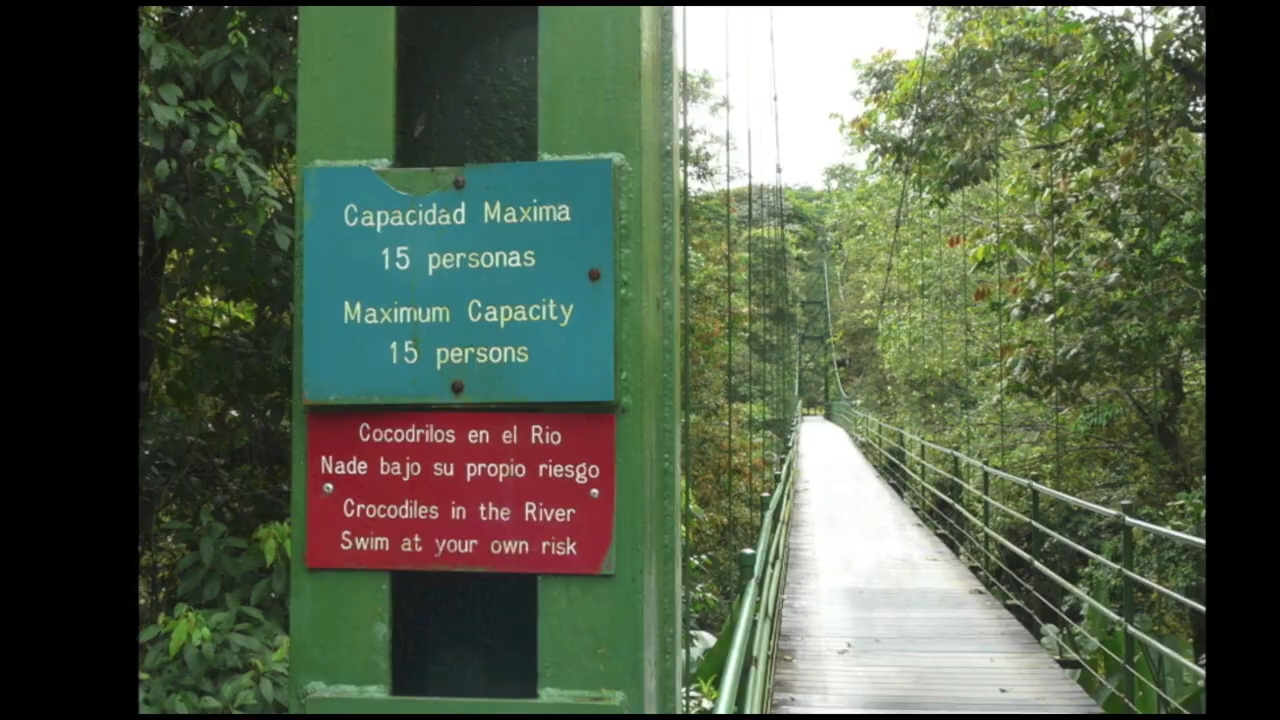 Capacidad Maxima
15 personas
Maximum Capacity
15 persons
Cocodrilos en el Rio
Nade bajo su propio riesgo
Crocodiles in the River
Swim at your own risk